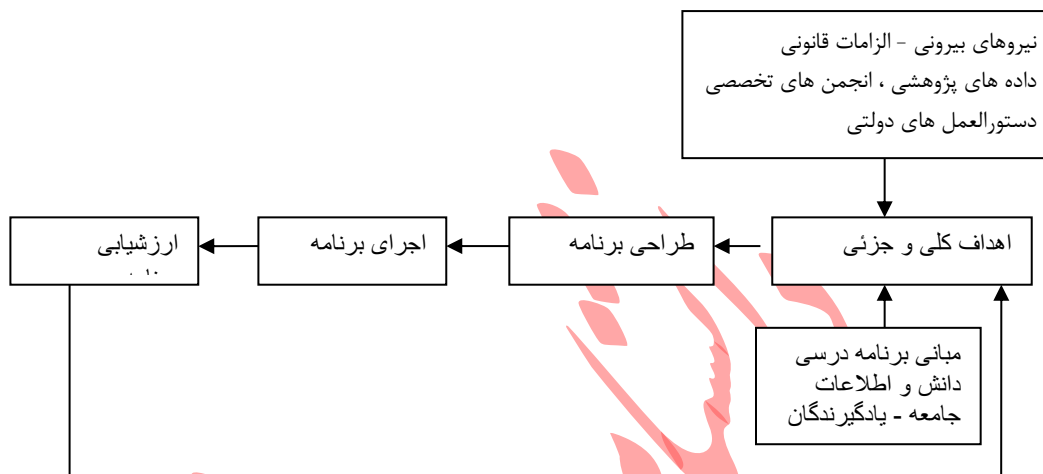 نیروهای بیرونی - الزامات قانونی
داده های پژوهشی ، انجمن های تخصصی
دستورالعمل های دولتی
اهداف کلی و جزئی
طراحی برنامه
اجرای برنامه
ارزشیابی
مبانی برنامه درسی
دانش و اطلاعات
جامعه - یادگیرندگان